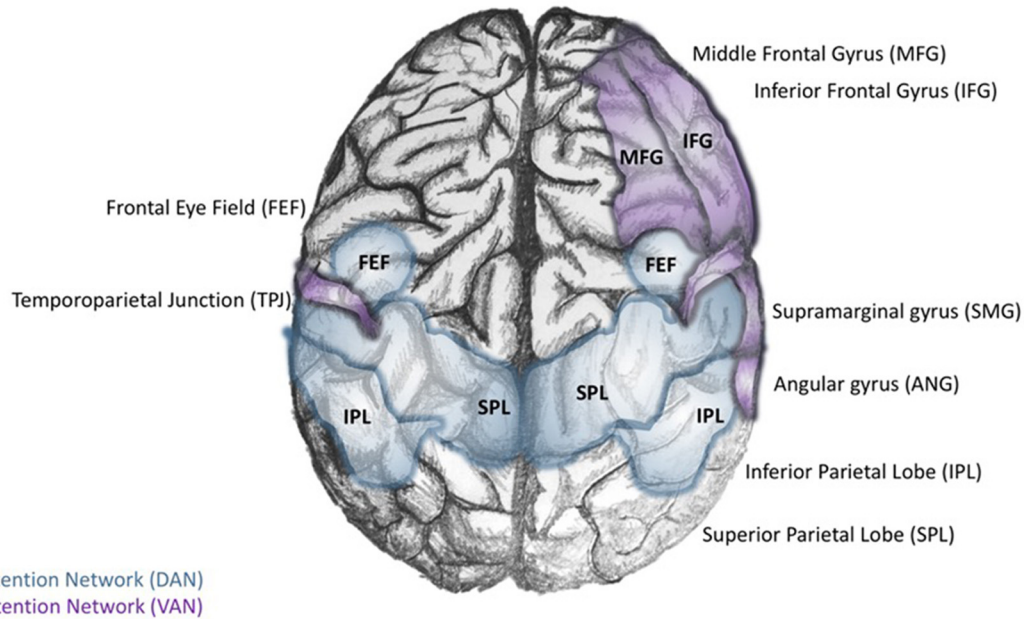 Middle Frontal Gyrus (MFG)
Inferior Frontal Gyrus (IFG)
IFG
MFG
Frontal Eye Field (FEF)
FEF
FEF
Temporoparietal Junction (TPJ)
Supramarginal gyrus (SMG)
Angular gyrus (ANG)
SPL
SPL
IPL
IPL
Inferior Parietal Lobe (IPL)
Superior Parietal Lobe (SPL)
Network (DAN)
Network (VAN)